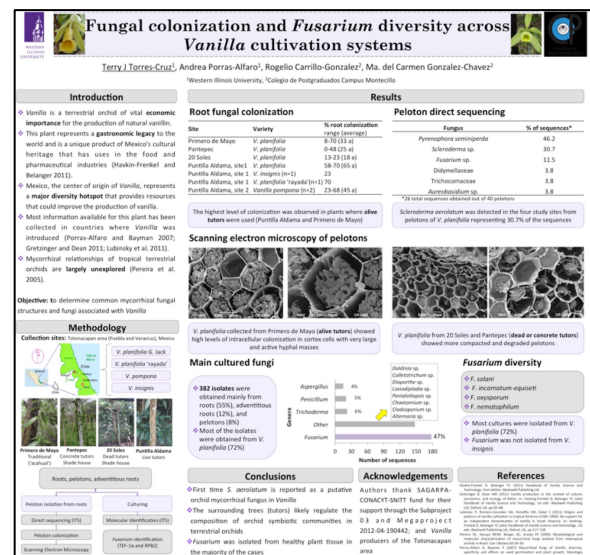 WESTERN
ILLINOIS
UNIVERSITY
Fungal colonization and Fusarium diversity across
Vanilla cultivation systems
Terry J Torres-Cruz¹, Andrea Porras-Alfaro¹, Rogelio Carrillo-Gonzalez², Ma. del Carmen Gonzalez-Chavez²
¹Western Illinois University, ²Colegio de Postgraduados Campus Montecillo
Introduction
❖ Vanilla is a terrestrial orchid of vital economic
importance for the production of natural vanillin.
❖ This plant represents a gastronomic legacy to the
world and is a unique product of Mexico's cultural
heritage that has uses in the food and
pharmaceutical industries (Havkin-Frenkel and
Belanger 2011).
❖ Mexico, the center of origin of Vanilla, represents
a major diversity hotspot that provides resources
that could improve the production of vanilla.
❖ Most information available for this plant has been
collected in countries where Vanilla was
introduced (Porras-Alfaro and Bayman 2007;
Gretzinger and Dean 2011; Lubinsky et al. 2011).
❖ Mycorrhizal relationships of tropical terrestrial
orchids are largely unexplored (Pereira et al.
2005).
Objective: to determine common mycorrhizal fungal
structures and fungi associated with Vanilla
Methodology
Collection sites: Totonacapan area (Puebla and Veracruz), Mexico
V. planifolia G. Jack
V. planifolia 'rayada'
V. pompona
V. insignis
Primero de Mayo
Traditional
('acahual')
Pantepec
Concrete tutors
Shade house
20 Soles
Dead tutors
Shade house
Puntilla Aldama
Live tutors
Roots, pelotons, adventitious roots
Peloton isolation from roots
Culturing
Direct sequencing (ITS)
Molecular identification (ITS)
Peloton colonization
Fusarium identification
(TEF-1α and RPB2)
Scanning Electron Microscopy
Results
Root fungal colonization
Site Variety % root colonization
range (average)
Primero de Mayo V. planifolia 8-70 (33 a)
Pantepec V. planifolia 0-48 (25 a)
20 Soles V. planifolia 13-23 (18 a)
Puntilla Aldama, site1 V. planifolia 58-70 (65 a)
Puntilla Aldama, site 1 V. insignis (n=1) 23
Puntilla Aldama, site 1 V. planifolia 'rayada'(n=1) 70
Puntilla Aldama, site 2 Vanilla pompona (n=2) 23-68 (45 a)
The highest level of colonization was observed in plants where alive
tutors were used (Puntilla Aldama and Primero de Mayo)
Peloton direct sequencing
Fungus % of sequences*
Pyrenophora seminiperda 46.2
Scleroderma sp. 30.7
Fusarium sp. 11.5
Didymellaceae 3.8
Trichocomaceae 3.8
Aureobasidium sp. 3.8
*26 total sequences obtained out of 40 pelotons
Scleroderma aerolatum was detected in the four study sites from
pelotons of V. planifolia representing 30.7% of the sequences
Scanning electron microscopy of pelotons
V. planifolia collected from Primero de Mayo (alive tutors) showed
high levels of intracellular colonization in cortex cells with very large
and active hyphal masses
V. planifolia from 20 Soles and Pantepec (dead or concrete tutors)
showed more compacted and degraded pelotons
Main cultured fungi
❖ 382 isolates were
obtained mainly from
roots (55%), adventitious
roots (12%), and
pelotons (8%)
❖ Most of the isolates
were obtained from V.
planifolia (72%)
Genera
Aspergillus 4%
Penicillium 5%
Trichoderma 6%
Other
Fusarium 47%
0 20 40 60 80 100 120 140 160 180
Number of sequences
Daldinia sp.
Colletotrichum sp.
Diaporthe sp.
Lasiodiplodia sp.
Pestalotiopsis sp.
Chaetomium sp.
Cladosporium sp.
Alternaria sp.
Fusarium diversity
❖ F. solani
❖ F. incarnatum-equiseti
❖ F. oxysporum
❖ F. nematophilum
❖ Most cultures were isolated from V.
planifolia (72%)
❖ Fusarium was not isolated from V.
insignis
Conclusions
❖ First time S. aerolatum is reported as a putative
orchid mycorrhizal fungus in Vanilla
❖ The surrounding trees (tutors) likely regulate the
composition of orchid symbiotic communities in
terrestrial orchids
❖ Fusarium was isolated from healthy plant tissue in
the majority of the cases
Acknowledgements
Authors thank SAGARPA-
CONACYT-SNITT fund for their
support through the Subproject
03 and Megaproject
2012-04-190442; and Vanilla
producers of the Totonacapan
area
References